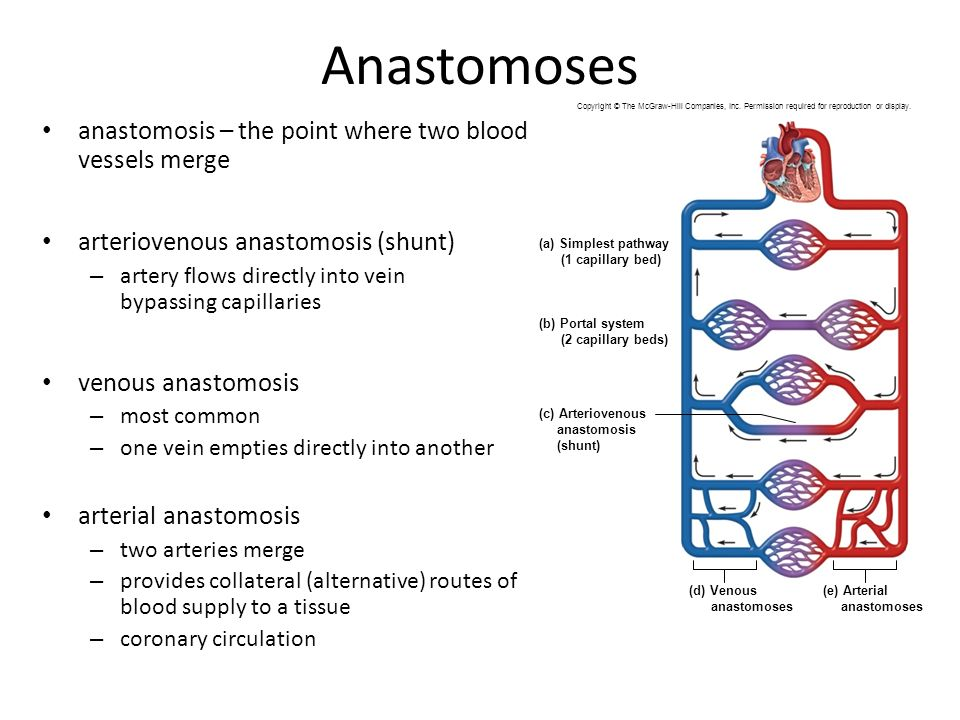 Anastomoses
Copyright © The McGraw-Hill Companies, Inc. Permission required for reproduction or display.
• anastomosis – the point where two blood
vessels merge
• arteriovenous anastomosis (shunt)
– artery flows directly into vein
bypassing capillaries
• venous anastomosis
– most common
– one vein empties directly into another
• arterial anastomosis
– two arteries merge
– provides collateral (alternative) routes of
blood supply to a tissue
– coronary circulation
(a) Simplest pathway
(1 capillary bed)
(b) Portal system
(2 capillary beds)
(c) Arteriovenous
anastomosis
(shunt)
(d) Venous
anastomoses
(e) Arterial
anastomoses